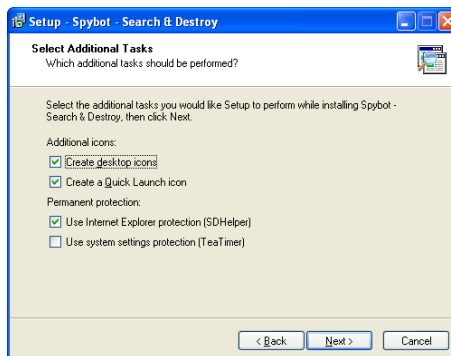 Setup - Spybot - Search & Destroy
Select Additional Tasks
Which additional tasks should be performed?
Select the additional tasks you would like Setup to perform while installing Spybot -
Search & Destroy, then click Next.
Additional icons:
Create desktop icons
Create a Quick Launch icon
Permanent protection:
Use Internet Explorer protection (SDHelper)
Use system settings protection (TeaTimer)
< Back
Next >
Cancel